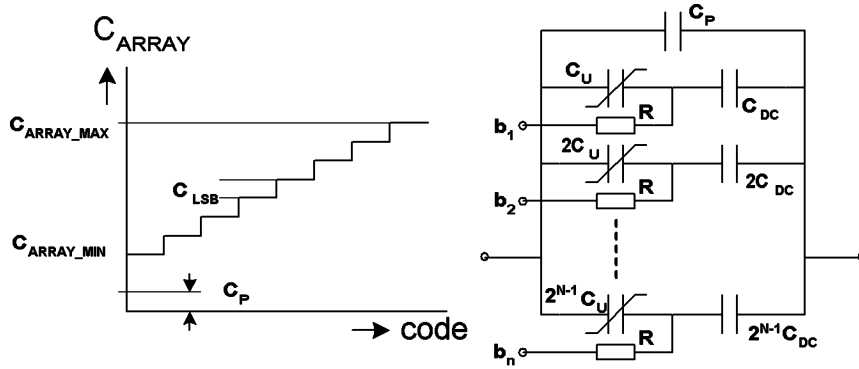 C_ARRAY
C_ARRAY_MAX
C_LSB
C_ARRAY_MIN
C_P
code
C_P
C_U
R
C_DC
b_1
2C_U
R
2C_DC
b_2
2^{N-1} C_U
R
2^{N-1} C_DC
b_n